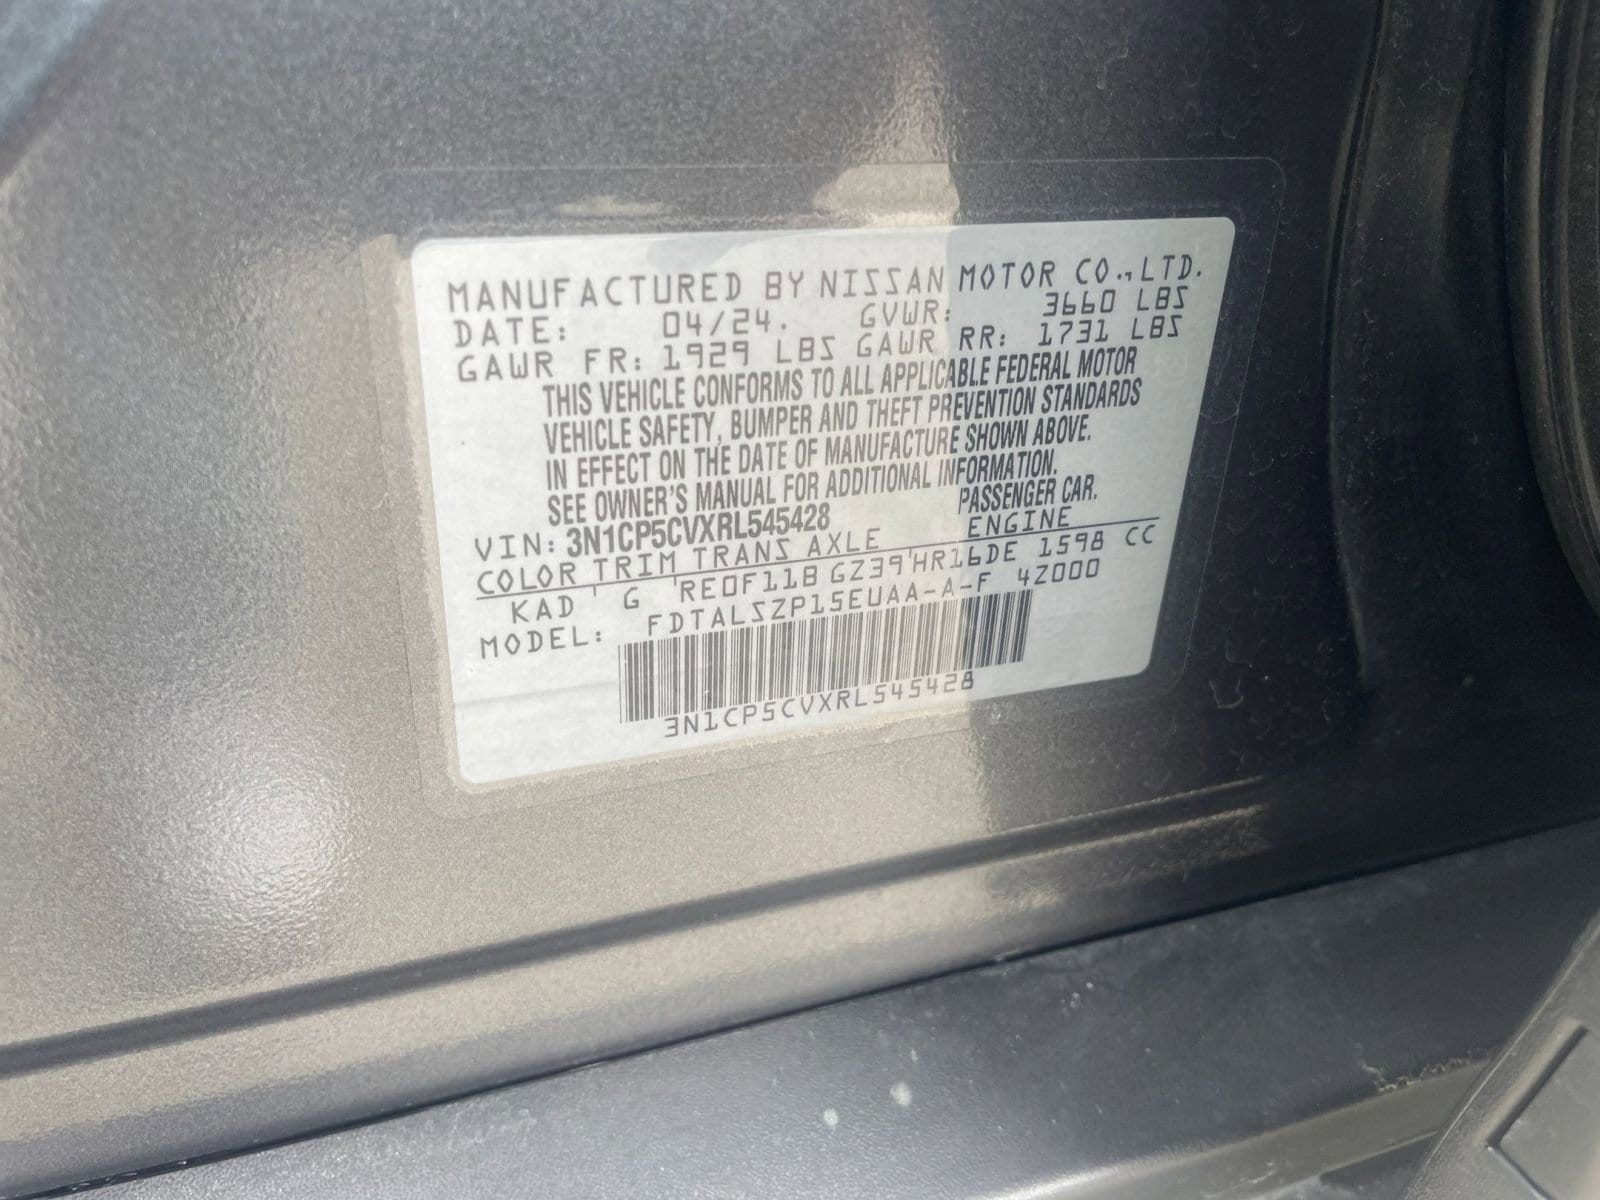 MANUFACTURED BY NISSAN MOTOR CO., LTD.
DATE: 04/24. GVWR: 3660 LBS
GAWR FR: 1929 LBS GAWR RR: 1731 LBS
THIS VEHICLE CONFORMS TO ALL APPLICABLE FEDERAL MOTOR
VEHICLE SAFETY, BUMPER AND THEFT PREVENTION STANDARDS
IN EFFECT ON THE DATE OF MANUFACTURE SHOWN ABOVE.
SEE OWNER'S MANUAL FOR ADDITIONAL INFORMATION.
VIN: 3N1CP5CVXRL545428 PASSENGER CAR.
COLOR TRIM TRANS AXLE ENGINE
KAD ' G 'RE0F11B GZ39'HR16DE 1598 CC
MODEL: FDTALSZP15EUAA-A-F 4Z000
3N1CP5CVXRL545428